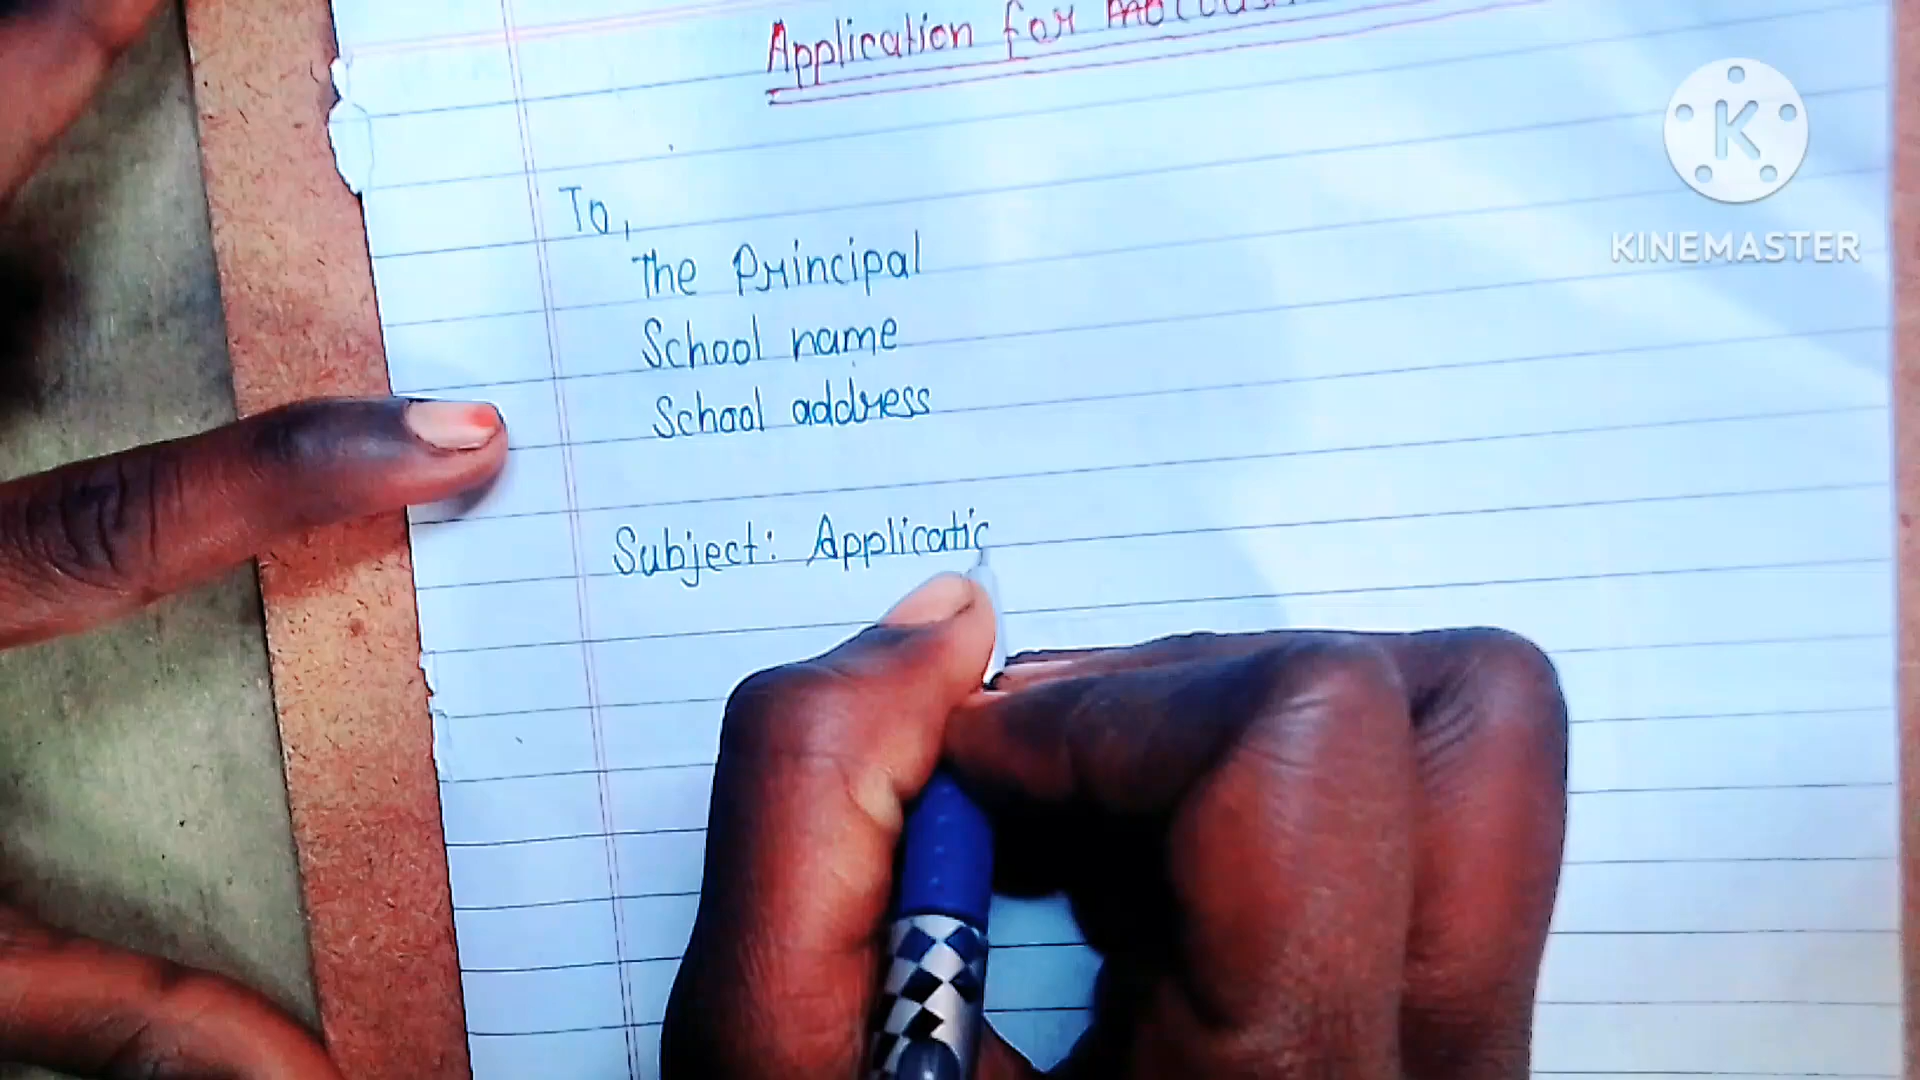 Application for
To,
The Principal
School name
School address
Subject: Applicatio
K
KINEMASTER